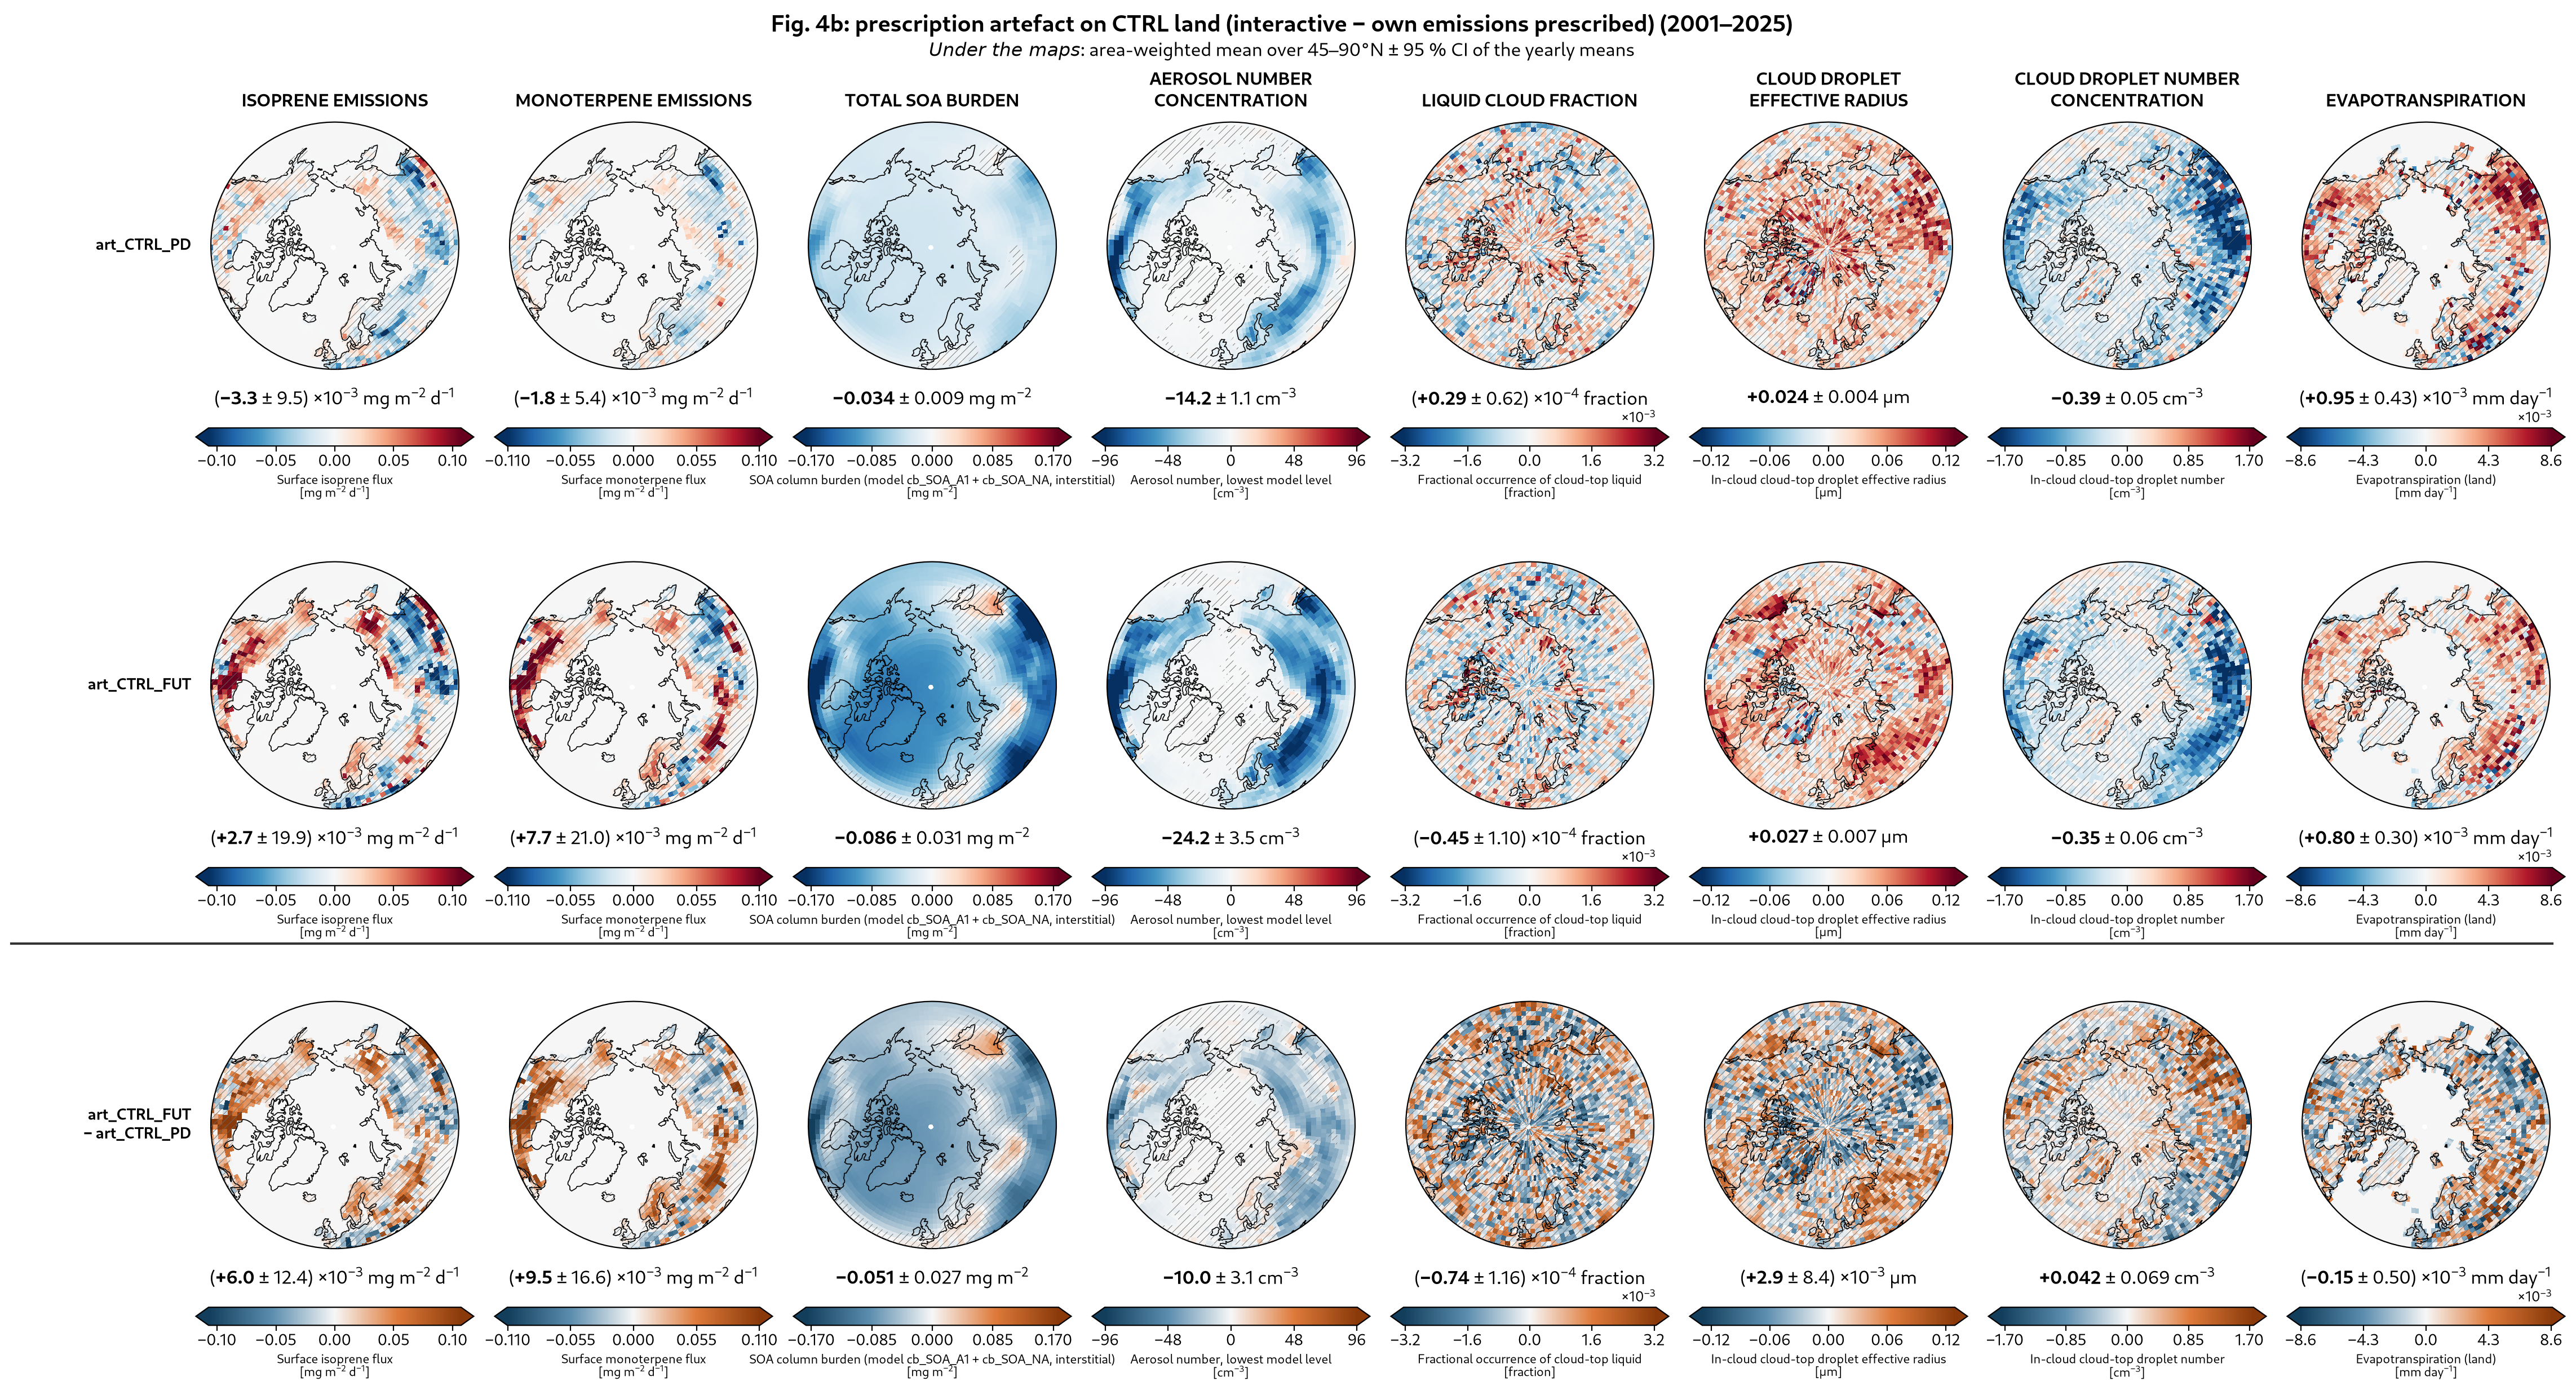 Fig. 4b: prescription artefact on CTRL land (interactive − own emissions prescribed) (2001–2025)
Under the maps: area-weighted mean over 45–90°N ± 95 % CI of the yearly means
ISOPRENE EMISSIONS
MONOTERPENE EMISSIONS
TOTAL SOA BURDEN
AEROSOL NUMBER
CONCENTRATION
LIQUID CLOUD FRACTION
CLOUD DROPLET
EFFECTIVE RADIUS
CLOUD DROPLET NUMBER
CONCENTRATION
EVAPOTRANSPIRATION
art_CTRL_PD
(−3.3 ± 9.5) ×10⁻³ mg m⁻² d⁻¹
(−1.8 ± 5.4) ×10⁻³ mg m⁻² d⁻¹
−0.034 ± 0.009 mg m⁻²
−14.2 ± 1.1 cm⁻³
(+0.29 ± 0.62) ×10⁻⁴ fraction
+0.024 ± 0.004 µm
−0.39 ± 0.05 cm⁻³
(+0.95 ± 0.43) ×10⁻³ mm day⁻¹
×10⁻³
×10⁻³
−0.10 −0.05 0.00 0.05 0.10
−0.110 −0.055 0.000 0.055 0.110
−0.170 −0.085 0.000 0.085 0.170
−96 −48 0 48 96
−3.2 −1.6 0.0 1.6 3.2
−0.12 −0.06 0.00 0.06 0.12
−1.70 −0.85 0.00 0.85 1.70
−8.6 −4.3 0.0 4.3 8.6
Surface isoprene flux
[mg m⁻² d⁻¹]
Surface monoterpene flux
[mg m⁻² d⁻¹]
SOA column burden (model cb_SOA_A1 + cb_SOA_NA, interstitial)
[mg m⁻²]
Aerosol number, lowest model level
[cm⁻³]
Fractional occurrence of cloud-top liquid
[fraction]
In-cloud cloud-top droplet effective radius
[µm]
In-cloud cloud-top droplet number
[cm⁻³]
Evapotranspiration (land)
[mm day⁻¹]
art_CTRL_FUT
(+2.7 ± 19.9) ×10⁻³ mg m⁻² d⁻¹
(+7.7 ± 21.0) ×10⁻³ mg m⁻² d⁻¹
−0.086 ± 0.031 mg m⁻²
−24.2 ± 3.5 cm⁻³
(−0.45 ± 1.10) ×10⁻⁴ fraction
+0.027 ± 0.007 µm
−0.35 ± 0.06 cm⁻³
(+0.80 ± 0.30) ×10⁻³ mm day⁻¹
×10⁻³
×10⁻³
−0.10 −0.05 0.00 0.05 0.10
−0.110 −0.055 0.000 0.055 0.110
−0.170 −0.085 0.000 0.085 0.170
−96 −48 0 48 96
−3.2 −1.6 0.0 1.6 3.2
−0.12 −0.06 0.00 0.06 0.12
−1.70 −0.85 0.00 0.85 1.70
−8.6 −4.3 0.0 4.3 8.6
Surface isoprene flux
[mg m⁻² d⁻¹]
Surface monoterpene flux
[mg m⁻² d⁻¹]
SOA column burden (model cb_SOA_A1 + cb_SOA_NA, interstitial)
[mg m⁻²]
Aerosol number, lowest model level
[cm⁻³]
Fractional occurrence of cloud-top liquid
[fraction]
In-cloud cloud-top droplet effective radius
[µm]
In-cloud cloud-top droplet number
[cm⁻³]
Evapotranspiration (land)
[mm day⁻¹]
art_CTRL_FUT
− art_CTRL_PD
(+6.0 ± 12.4) ×10⁻³ mg m⁻² d⁻¹
(+9.5 ± 16.6) ×10⁻³ mg m⁻² d⁻¹
−0.051 ± 0.027 mg m⁻²
−10.0 ± 3.1 cm⁻³
(−0.74 ± 1.16) ×10⁻⁴ fraction
(+2.9 ± 8.4) ×10⁻³ µm
+0.042 ± 0.069 cm⁻³
(−0.15 ± 0.50) ×10⁻³ mm day⁻¹
×10⁻³
×10⁻³
−0.10 −0.05 0.00 0.05 0.10
−0.110 −0.055 0.000 0.055 0.110
−0.170 −0.085 0.000 0.085 0.170
−96 −48 0 48 96
−3.2 −1.6 0.0 1.6 3.2
−0.12 −0.06 0.00 0.06 0.12
−1.70 −0.85 0.00 0.85 1.70
−8.6 −4.3 0.0 4.3 8.6
Surface isoprene flux
[mg m⁻² d⁻¹]
Surface monoterpene flux
[mg m⁻² d⁻¹]
SOA column burden (model cb_SOA_A1 + cb_SOA_NA, interstitial)
[mg m⁻²]
Aerosol number, lowest model level
[cm⁻³]
Fractional occurrence of cloud-top liquid
[fraction]
In-cloud cloud-top droplet effective radius
[µm]
In-cloud cloud-top droplet number
[cm⁻³]
Evapotranspiration (land)
[mm day⁻¹]